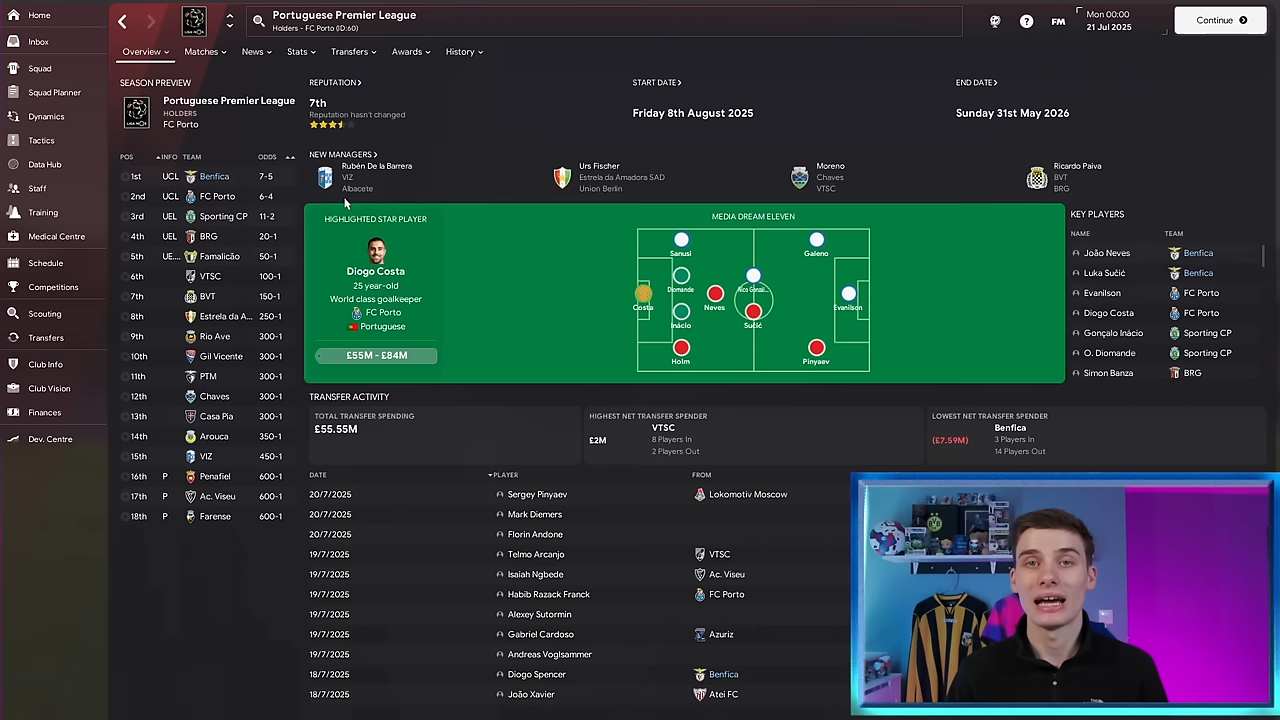 Home
Inbox
Squad
Squad Planner
Dynamics
Tactics
Data Hub
Staff
Training
Medical Centre
Schedule
Competitions
Scouting
Transfers
Club Info
Club Vision
Finances
Dev. Centre
Portuguese Premier League
Holders - FC Porto (ID:60)
FM
Mon 00:00
21 Jul 2025
Continue
Overview
Matches
News
Stats
Transfers
Awards
History
SEASON PREVIEW
Portuguese Premier League
HOLDERS
FC Porto
REPUTATION
7th
Reputation hasn't changed
START DATE
Friday 8th August 2025
END DATE
Sunday 31st May 2026
NEW MANAGERS
Rubén De la Barrera
VIZ
Albacete
Urs Fischer
Estrela da Amadora SAD
Union Berlin
Moreno
Chaves
VTSC
Ricardo Paiva
BVT
BRG
POS INFO TEAM ODDS
1st UCL Benfica 7-5
2nd UCL FC Porto 6-4
3rd UEL Sporting CP 11-2
4th UEL BRG 20-1
5th UE... Famalicão 50-1
6th VTSC 100-1
7th BVT 150-1
8th Estrela da A... 250-1
9th Rio Ave 300-1
10th Gil Vicente 300-1
11th PTM 300-1
12th Chaves 300-1
13th Casa Pia 300-1
14th Arouca 350-1
15th VIZ 450-1
16th P Penafiel 600-1
17th P Ac. Viseu 600-1
18th P Farense 600-1
HIGHLIGHTED STAR PLAYER
Diogo Costa
25 year-old
World class goalkeeper
FC Porto
Portuguese
£55M - £84M
MEDIA DREAM ELEVEN
Sanusi
Galeno
Diomande
Nico Gonzál...
Costa
Neves
Evanilson
Inácio
Sučić
Holm
Pinyaev
KEY PLAYERS
NAME TEAM
João Neves Benfica
Luka Sučić Benfica
Evanilson FC Porto
Diogo Costa FC Porto
Gonçalo Inácio Sporting CP
O. Diomande Sporting CP
Simon Banza BRG
TRANSFER ACTIVITY
TOTAL TRANSFER SPENDING
£55.55M
HIGHEST NET TRANSFER SPENDER
VTSC
£2M
8 Players In
2 Players Out
LOWEST NET TRANSFER SPENDER
Benfica
(£7.59M)
3 Players In
14 Players Out
DATE PLAYER FROM
20/7/2025 Sergey Pinyaev Lokomotiv Moscow
20/7/2025 Mark Diemers
20/7/2025 Florin Andone
19/7/2025 Telmo Arcanjo VTSC
19/7/2025 Isaiah Ngbede Ac. Viseu
19/7/2025 Habib Razack Franck FC Porto
19/7/2025 Alexey Sutormin
19/7/2025 Gabriel Cardoso Azuriz
19/7/2025 Andreas Voglsammer
18/7/2025 Diogo Spencer Benfica
18/7/2025 João Xavier Atei FC